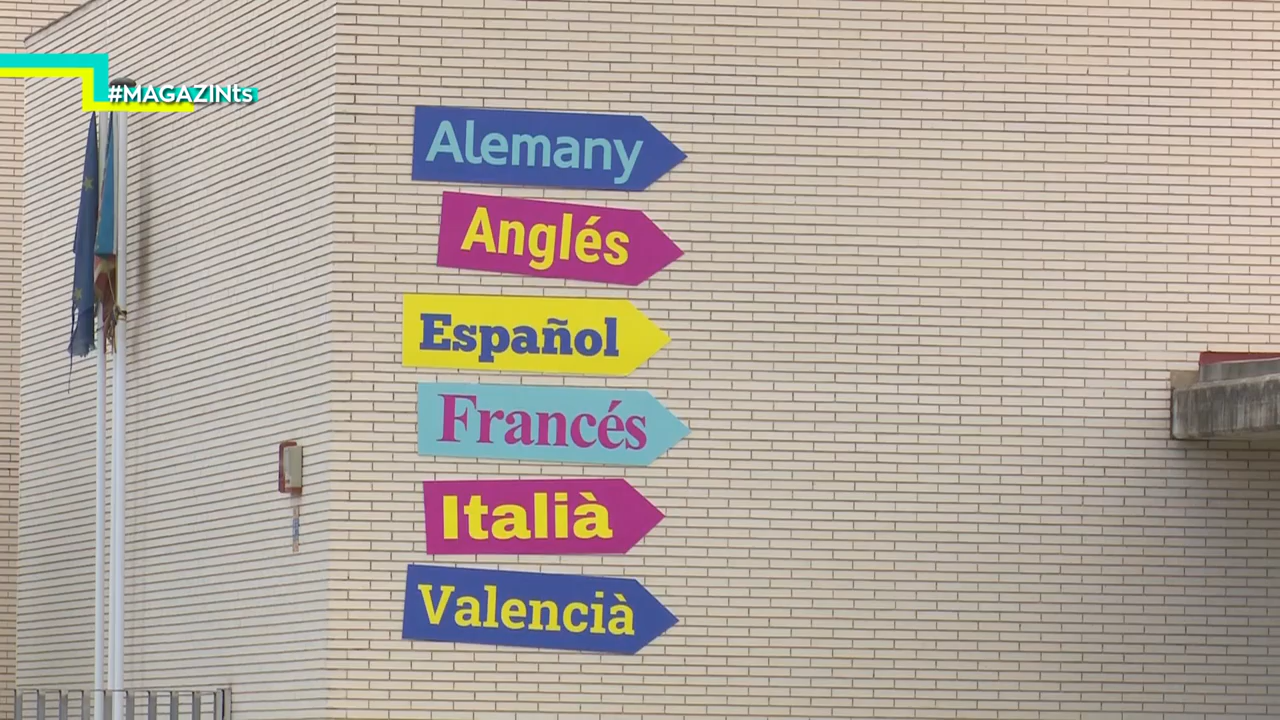 #MAGAZINts
Alemany
Anglés
Español
Francés
Italià
Valencià